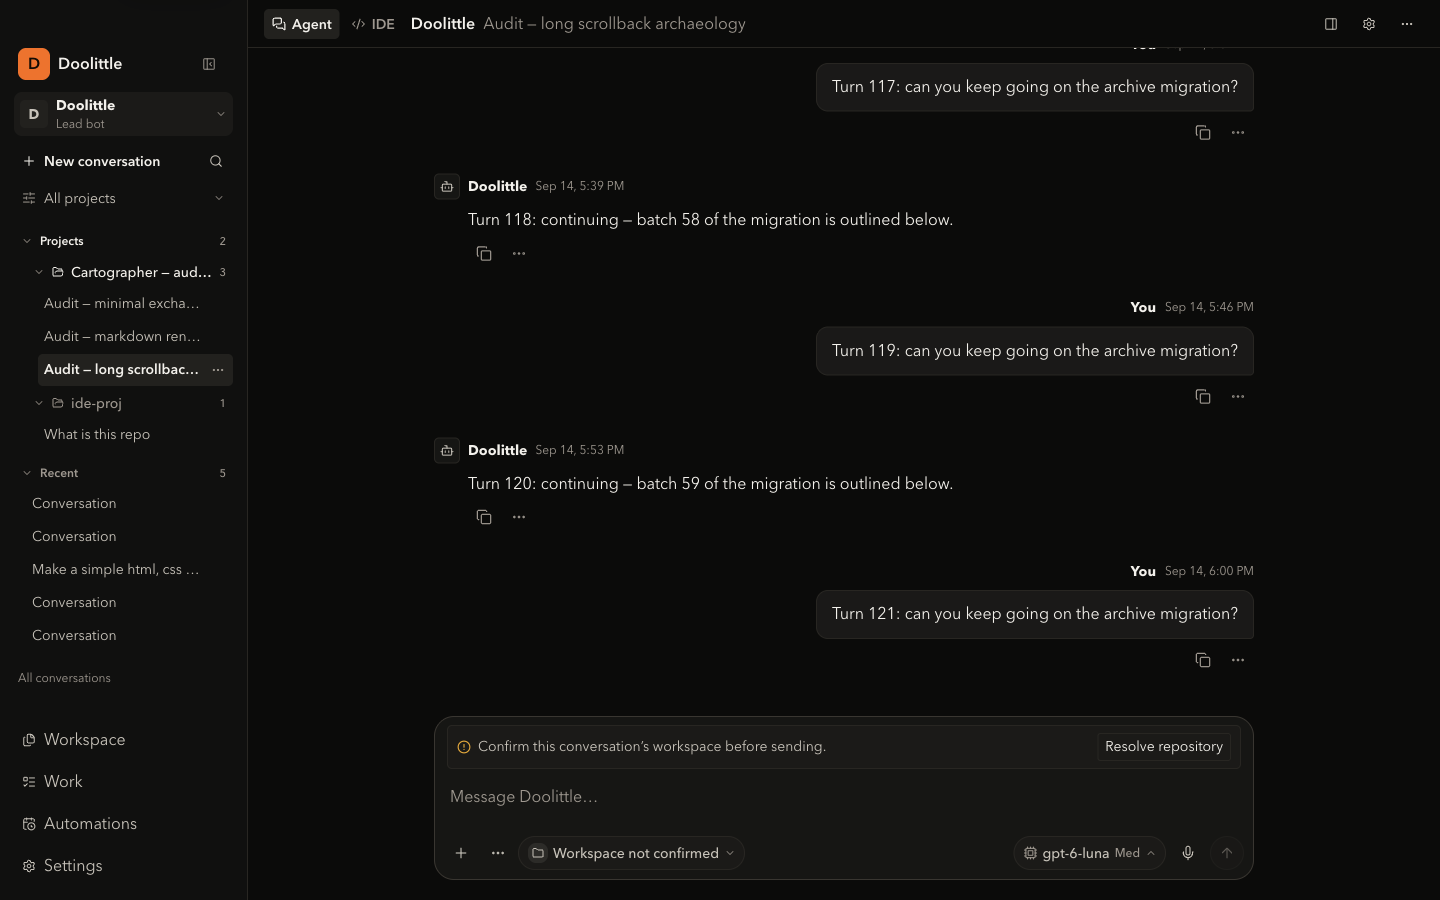 Agent
IDE
Doolittle Audit – long scrollback archaeology
D
Doolittle
D
Doolittle
Lead bot
New conversation
All projects
Projects 2
Cartographer – aud... 3
Audit – minimal excha...
Audit – markdown ren...
Audit – long scrollbac...
ide-proj 1
What is this repo
Recent 5
Conversation
Conversation
Make a simple html, css ...
Conversation
Conversation
All conversations
Workspace
Work
Automations
Settings
Turn 117: can you keep going on the archive migration?
Doolittle Sep 14, 5:39 PM
Turn 118: continuing – batch 58 of the migration is outlined below.
You Sep 14, 5:46 PM
Turn 119: can you keep going on the archive migration?
Doolittle Sep 14, 5:53 PM
Turn 120: continuing – batch 59 of the migration is outlined below.
You Sep 14, 6:00 PM
Turn 121: can you keep going on the archive migration?
Confirm this conversation's workspace before sending.
Resolve repository
Message Doolittle...
Workspace not confirmed
gpt-6-luna Med